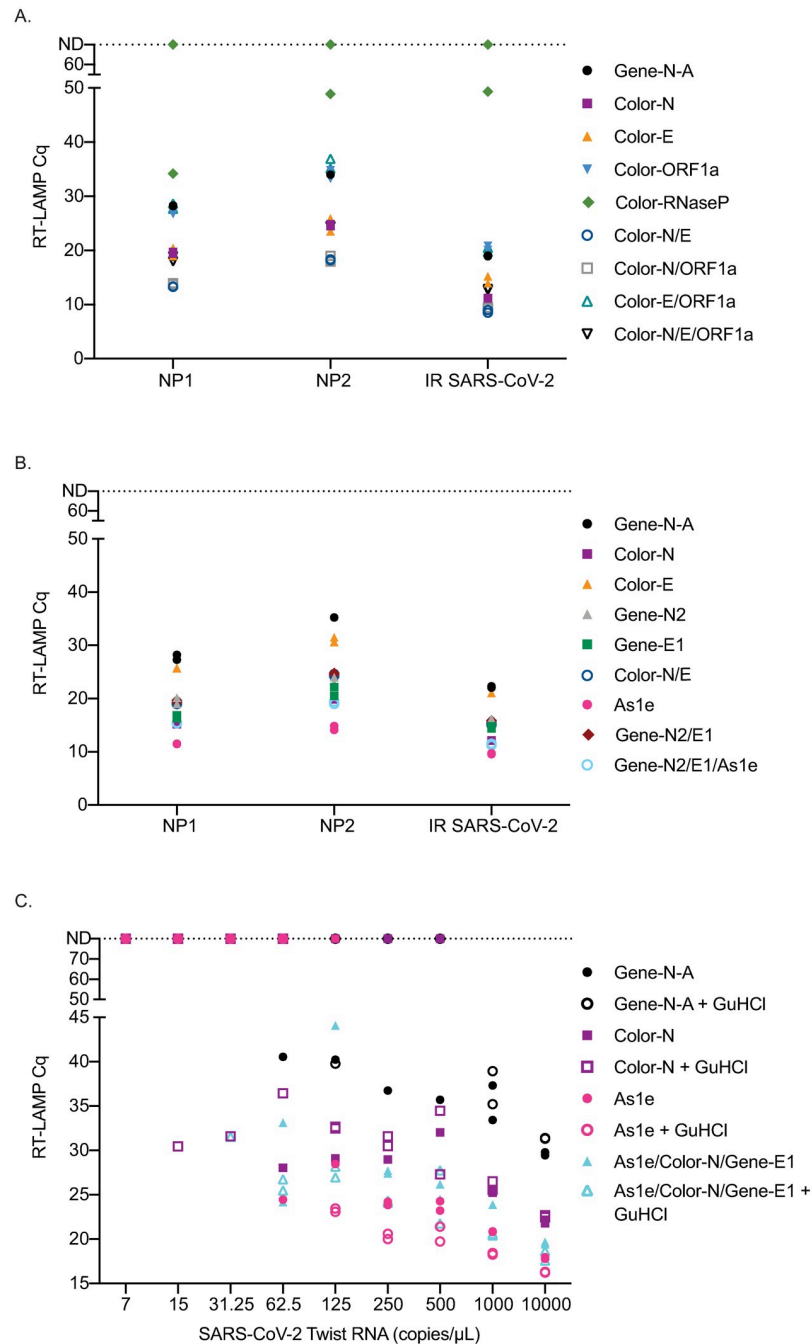 A.
ND
60
50
40
30
20
10
0
RT-LAMP Cq
NP1 NP2 IR SARS-CoV-2
Gene-N-A
Color-N
Color-E
Color-ORF1a
Color-RNaseP
Color-N/E
Color-N/ORF1a
Color-E/ORF1a
Color-N/E/ORF1a
B.
ND
60
50
40
30
20
10
0
RT-LAMP Cq
NP1 NP2 IR SARS-CoV-2
Gene-N-A
Color-N
Color-E
Gene-N2
Gene-E1
Color-N/E
As1e
Gene-N2/E1
Gene-N2/E1/As1e
C.
ND
70
60
50
45
40
35
30
25
20
15
RT-LAMP Cq
7 15 31.25 62.5 125 250 500 1000 10000
SARS-CoV-2 Twist RNA (copies/µL)
Gene-N-A
Gene-N-A + GuHCl
Color-N
Color-N + GuHCl
As1e
As1e + GuHCl
As1e/Color-N/Gene-E1
As1e/Color-N/Gene-E1 +
GuHCl